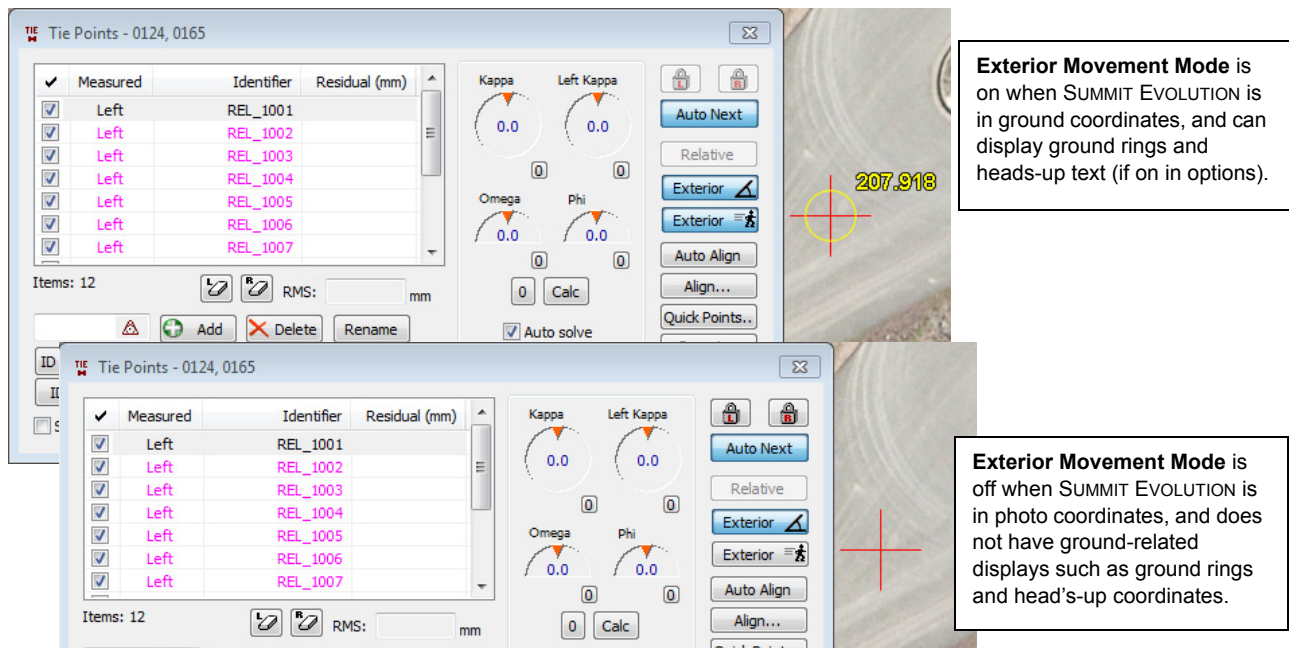 TIE Tie Points - 0124, 0165
✓ Measured Identifier Residual (mm)
Left REL_1001
Left REL_1002
Left REL_1003
Left REL_1004
Left REL_1005
Left REL_1006
Left REL_1007
Items: 12
L R RMS: mm
Add Delete Rename
ID
Kappa Left Kappa
0.0 0.0
0 0
Omega Phi
0.0 0.0
0 0
0 Calc
Auto solve
L R
Auto Next
Relative
Exterior
Exterior
Auto Align
Align...
Quick Points..
207.918
Exterior Movement Mode is
on when SUMMIT EVOLUTION is
in ground coordinates, and can
display ground rings and
heads-up text (if on in options).
TIE Tie Points - 0124, 0165
✓ Measured Identifier Residual (mm)
Left REL_1001
Left REL_1002
Left REL_1003
Left REL_1004
Left REL_1005
Left REL_1006
Left REL_1007
Items: 12
L R RMS: mm
Kappa Left Kappa
0.0 0.0
0 0
Omega Phi
0.0 0.0
0 0
0 Calc
L R
Auto Next
Relative
Exterior
Exterior
Auto Align
Align...
Exterior Movement Mode is
off when SUMMIT EVOLUTION is
in photo coordinates, and does
not have ground-related
displays such as ground rings
and head's-up coordinates.